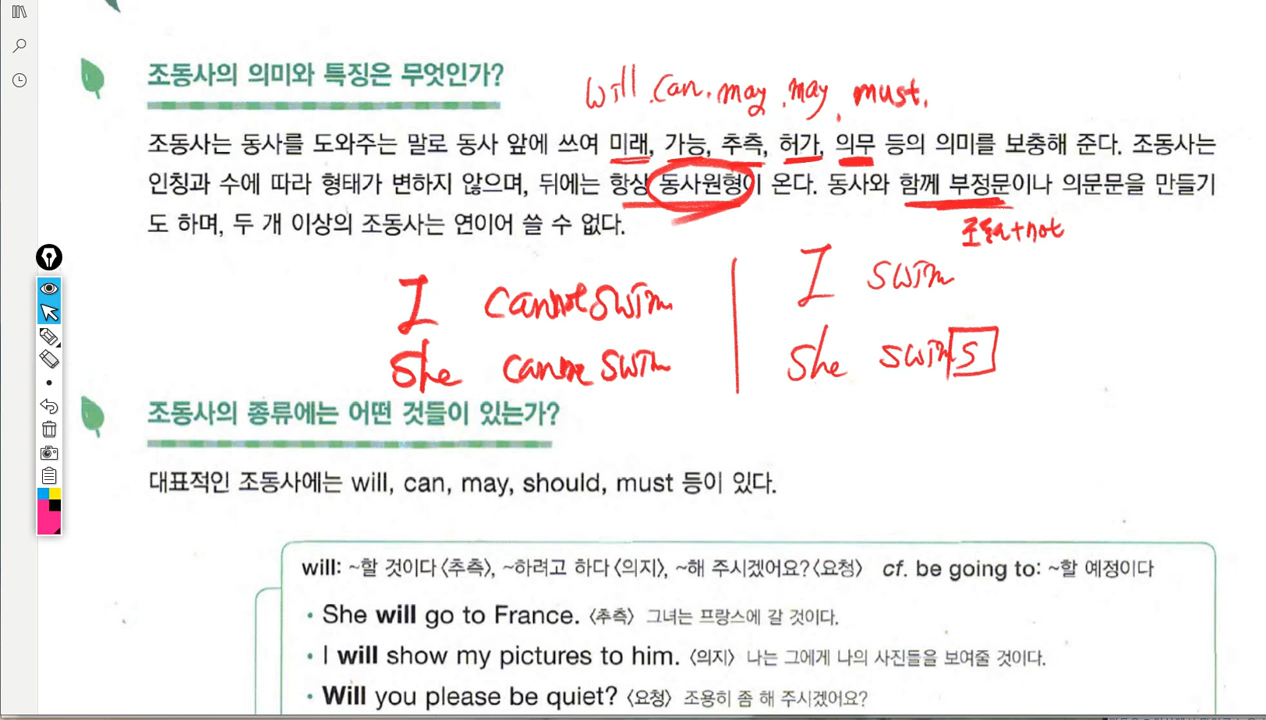 조동사의 의미와 특징은 무엇인가?
will. can. may. may. must.
조동사는 동사를 도와주는 말로 동사 앞에 쓰여 미래, 가능, 추측, 허가, 의무 등의 의미를 보충해 준다. 조동사는
인칭과 수에 따라 형태가 변하지 않으며, 뒤에는 항상 동사원형이 온다. 동사와 함께 부정문이나 의문문을 만들기
도 하며, 두 개 이상의 조동사는 연이어 쓸 수 없다.
조동사+not
I cannot swim
She swim
I swim
She swims
조동사의 종류에는 어떤 것들이 있는가?
대표적인 조동사에는 will, can, may, should, must 등이 있다.
will: ~할 것이다〈추측〉, ~하려고 하다〈의지〉, ~해 주시겠어요?〈요청〉 cf. be going to: ~할 예정이다
• She will go to France. 〈추측〉 그녀는 프랑스에 갈 것이다.
• I will show my pictures to him. 〈의지〉 나는 그에게 나의 사진들을 보여줄 것이다.
• Will you please be quiet? 〈요청〉 조용히 좀 해 주시겠어요?